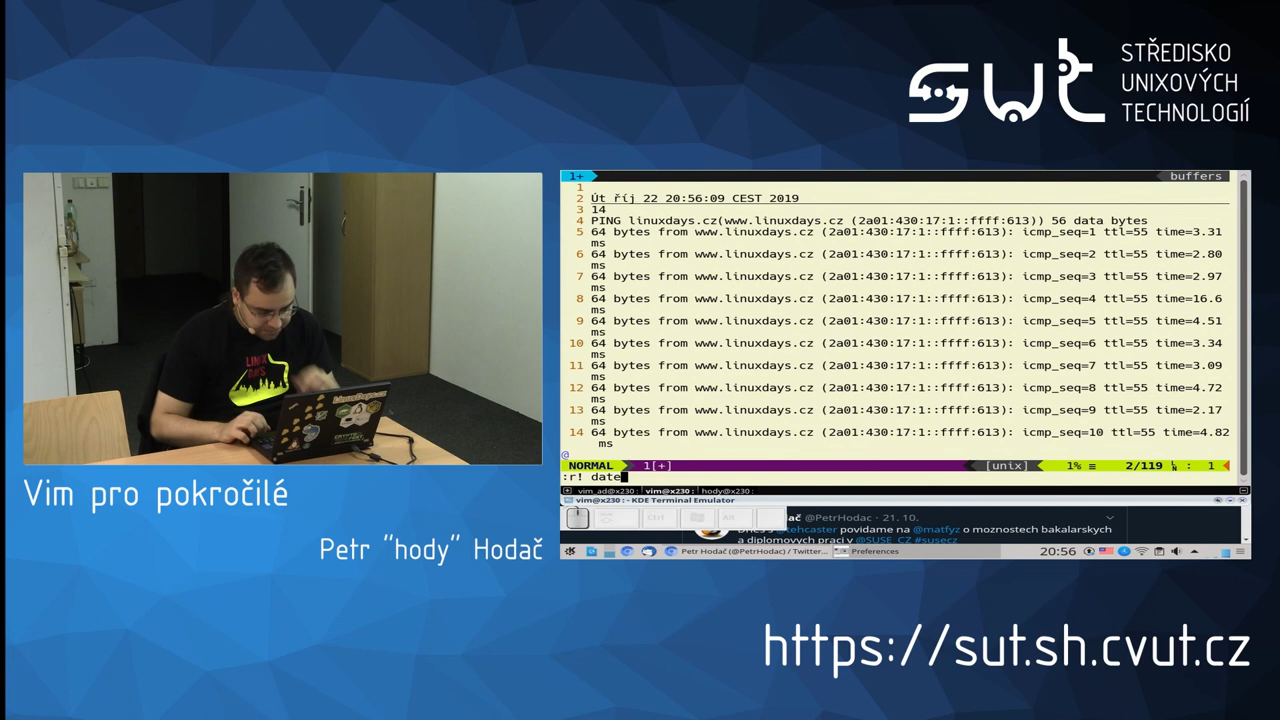 sut
STŘEDISKO
UNIXOVÝCH
TECHNOLOGIÍ
LINUX
DAYS
LinuxDays.cz
Vim pro pokročilé
Petr "hody" Hodač
1+
buffers
1
2 Út říj 22 20:56:09 CEST 2019
3 14
4 PING linuxdays.cz(www.linuxdays.cz (2a01:430:17:1::ffff:613)) 56 data bytes
5 64 bytes from www.linuxdays.cz (2a01:430:17:1::ffff:613): icmp_seq=1 ttl=55 time=3.31
ms
6 64 bytes from www.linuxdays.cz (2a01:430:17:1::ffff:613): icmp_seq=2 ttl=55 time=2.80
ms
7 64 bytes from www.linuxdays.cz (2a01:430:17:1::ffff:613): icmp_seq=3 ttl=55 time=2.97
ms
8 64 bytes from www.linuxdays.cz (2a01:430:17:1::ffff:613): icmp_seq=4 ttl=55 time=16.6
ms
9 64 bytes from www.linuxdays.cz (2a01:430:17:1::ffff:613): icmp_seq=5 ttl=55 time=4.51
ms
10 64 bytes from www.linuxdays.cz (2a01:430:17:1::ffff:613): icmp_seq=6 ttl=55 time=3.34
ms
11 64 bytes from www.linuxdays.cz (2a01:430:17:1::ffff:613): icmp_seq=7 ttl=55 time=3.09
ms
12 64 bytes from www.linuxdays.cz (2a01:430:17:1::ffff:613): icmp_seq=8 ttl=55 time=4.72
ms
13 64 bytes from www.linuxdays.cz (2a01:430:17:1::ffff:613): icmp_seq=9 ttl=55 time=2.17
ms
14 64 bytes from www.linuxdays.cz (2a01:430:17:1::ffff:613): icmp_seq=10 ttl=55 time=4.82
ms
@
NORMAL 1[+] [unix] 1% ≡ 2/119 : 1
:r! date
vim_ad@x230: vim@x230: hody@x230:
vim@x230: - KDE Terminal Emulator
@PetrHodac · 21. 10.
povidame na @matfyz o moznostech bakalarskych
a diplomovych praci v @SUSE_CZ #susecz
Petr Hodač (@PetrHodac) / Twitter... Preferences 20:56
https://sut.sh.cvut.cz